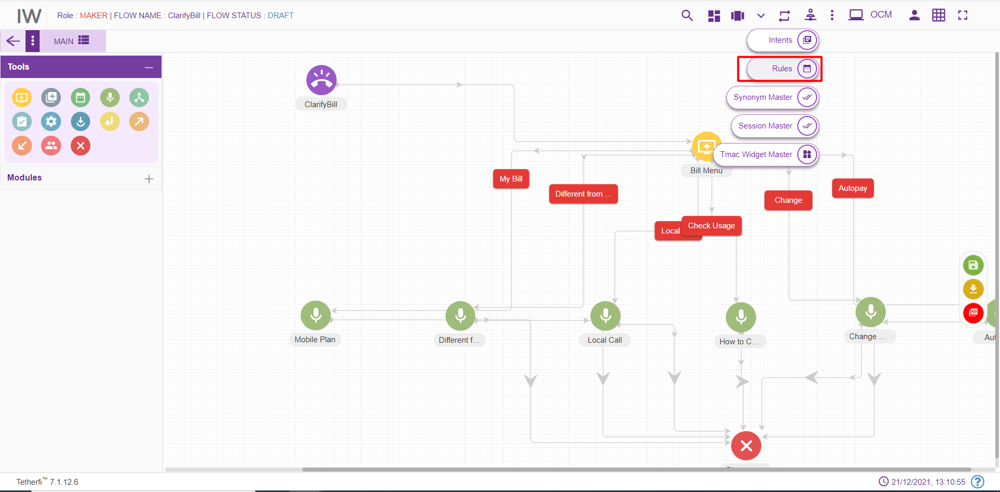 IW
Role : MAKER | FLOW NAME : ClarifyBill | FLOW STATUS : DRAFT
OCM
MAIN
Intents
Tools
Rules
Synonym Master
ClarifyBill
Session Master
Tmac Widget Master
Bill Menu
Modules
My Bill
Autopay
Different from ...
Change
Check Usage
Local
PDF
Mobile Plan
Different f...
Local Call
How to C...
Change ...
Aut
Tetherfi™ 7.1.12.6
21/12/2021, 13:10:55
?